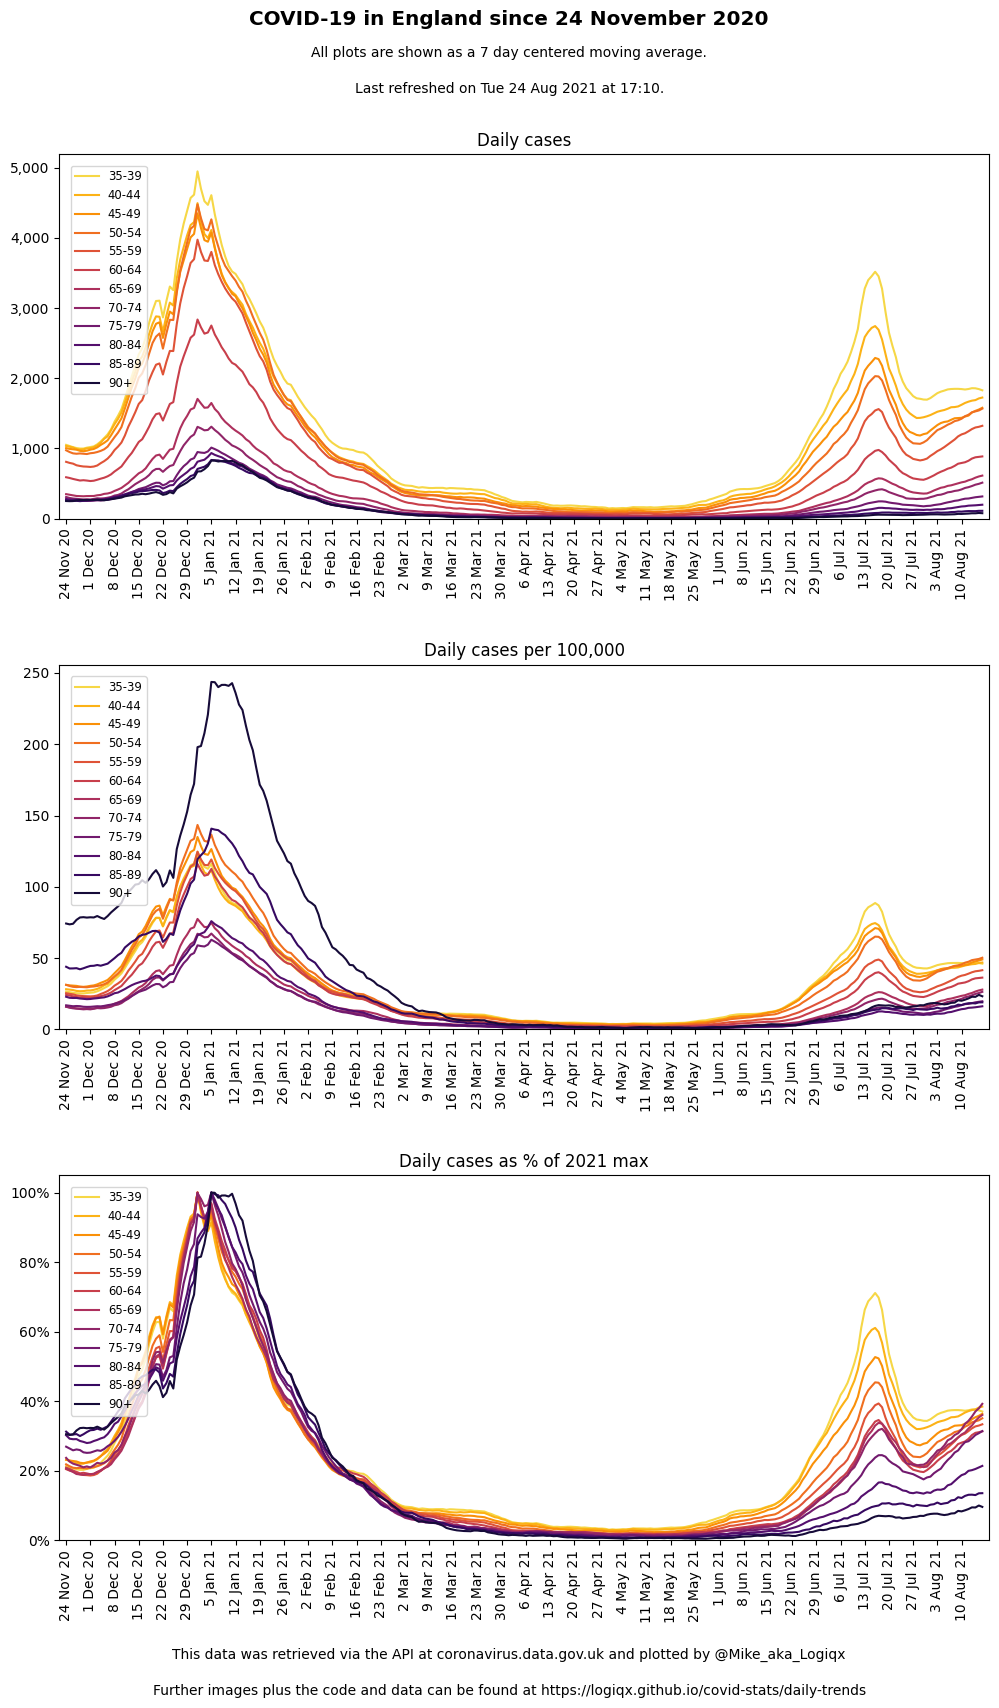 COVID-19 in England since 24 November 2020
All plots are shown as a 7 day centered moving average.
Last refreshed on Tue 24 Aug 2021 at 17:10.
Daily cases
5,000
4,000
3,000
2,000
1,000
0
35-39
40-44
45-49
50-54
55-59
60-64
65-69
70-74
75-79
80-84
85-89
90+
24 Nov 20
1 Dec 20
8 Dec 20
15 Dec 20
22 Dec 20
29 Dec 20
5 Jan 21
12 Jan 21
19 Jan 21
26 Jan 21
2 Feb 21
9 Feb 21
16 Feb 21
23 Feb 21
2 Mar 21
9 Mar 21
16 Mar 21
23 Mar 21
30 Mar 21
6 Apr 21
13 Apr 21
20 Apr 21
27 Apr 21
4 May 21
11 May 21
18 May 21
25 May 21
1 Jun 21
8 Jun 21
15 Jun 21
22 Jun 21
29 Jun 21
6 Jul 21
13 Jul 21
20 Jul 21
27 Jul 21
3 Aug 21
10 Aug 21
Daily cases per 100,000
250
200
150
100
50
0
35-39
40-44
45-49
50-54
55-59
60-64
65-69
70-74
75-79
80-84
85-89
90+
24 Nov 20
1 Dec 20
8 Dec 20
15 Dec 20
22 Dec 20
29 Dec 20
5 Jan 21
12 Jan 21
19 Jan 21
26 Jan 21
2 Feb 21
9 Feb 21
16 Feb 21
23 Feb 21
2 Mar 21
9 Mar 21
16 Mar 21
23 Mar 21
30 Mar 21
6 Apr 21
13 Apr 21
20 Apr 21
27 Apr 21
4 May 21
11 May 21
18 May 21
25 May 21
1 Jun 21
8 Jun 21
15 Jun 21
22 Jun 21
29 Jun 21
6 Jul 21
13 Jul 21
20 Jul 21
27 Jul 21
3 Aug 21
10 Aug 21
Daily cases as % of 2021 max
100%
80%
60%
40%
20%
0%
35-39
40-44
45-49
50-54
55-59
60-64
65-69
70-74
75-79
80-84
85-89
90+
24 Nov 20
1 Dec 20
8 Dec 20
15 Dec 20
22 Dec 20
29 Dec 20
5 Jan 21
12 Jan 21
19 Jan 21
26 Jan 21
2 Feb 21
9 Feb 21
16 Feb 21
23 Feb 21
2 Mar 21
9 Mar 21
16 Mar 21
23 Mar 21
30 Mar 21
6 Apr 21
13 Apr 21
20 Apr 21
27 Apr 21
4 May 21
11 May 21
18 May 21
25 May 21
1 Jun 21
8 Jun 21
15 Jun 21
22 Jun 21
29 Jun 21
6 Jul 21
13 Jul 21
20 Jul 21
27 Jul 21
3 Aug 21
10 Aug 21
This data was retrieved via the API at coronavirus.data.gov.uk and plotted by @Mike_aka_Logiqx
Further images plus the code and data can be found at https://logiqx.github.io/covid-stats/daily-trends